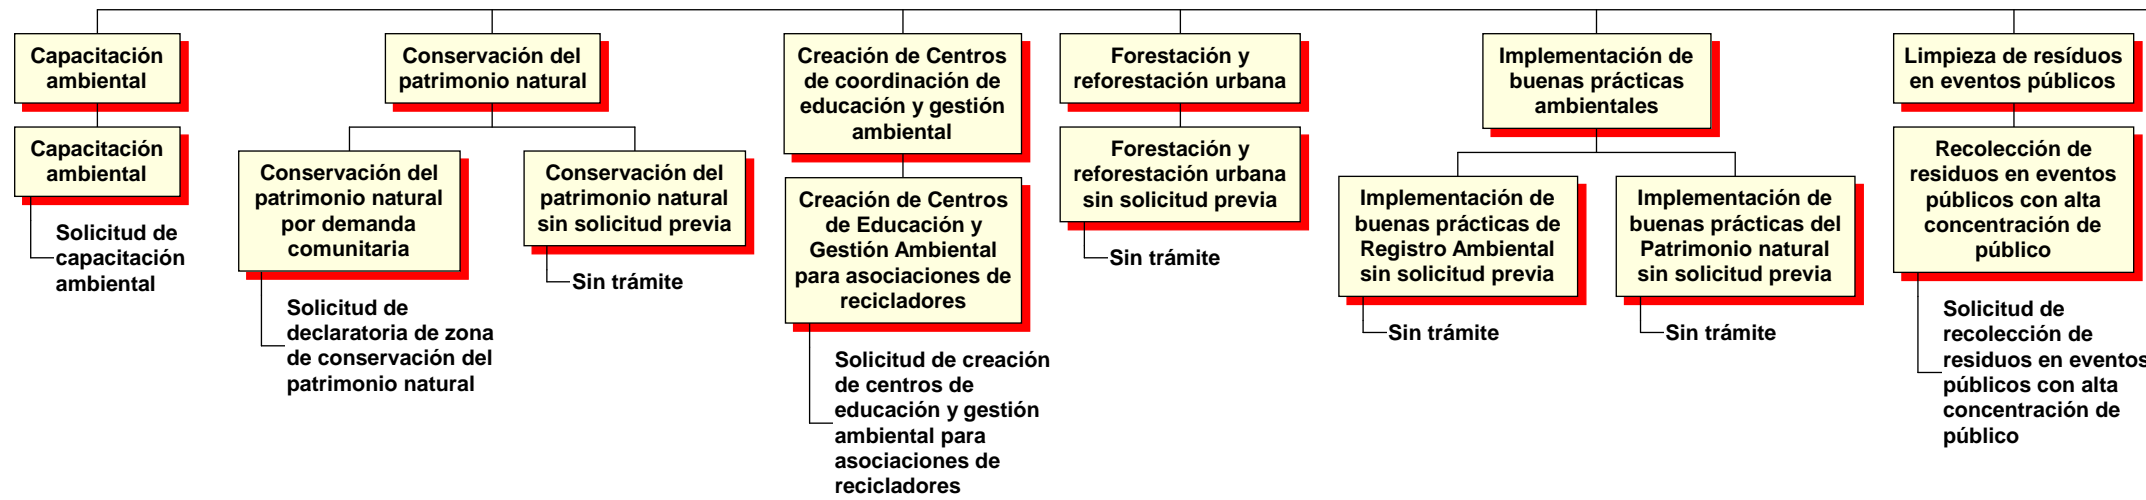 Capacitación
ambiental
Capacitación
ambiental
Solicitud de
capacitación
ambiental
Conservación del
patrimonio natural
Conservación del
patrimonio natural
por demanda
comunitaria
Solicitud de
declaratoria de zona
de conservación del
patrimonio natural
Conservación del
patrimonio natural
sin solicitud previa
Sin trámite
Creación de Centros
de coordinación de
educación y gestión
ambiental
Creación de Centros
de Educación y
Gestión Ambiental
para asociaciones de
recicladores
Solicitud de creación
de centros de
educación y gestión
ambiental para
asociaciones de
recicladores
Forestación y
reforestación urbana
Forestación y
reforestación urbana
sin solicitud previa
Sin trámite
Implementación de
buenas prácticas
ambientales
Implementación de
buenas prácticas de
Registro Ambiental
sin solicitud previa
Sin trámite
Implementación de
buenas prácticas del
Patrimonio natural
sin solicitud previa
Sin trámite
Limpieza de resíduos
en eventos públicos
Recolección de
residuos en eventos
públicos con alta
concentración de
público
Solicitud de
recolección de
residuos en eventos
públicos con alta
concentración de
público